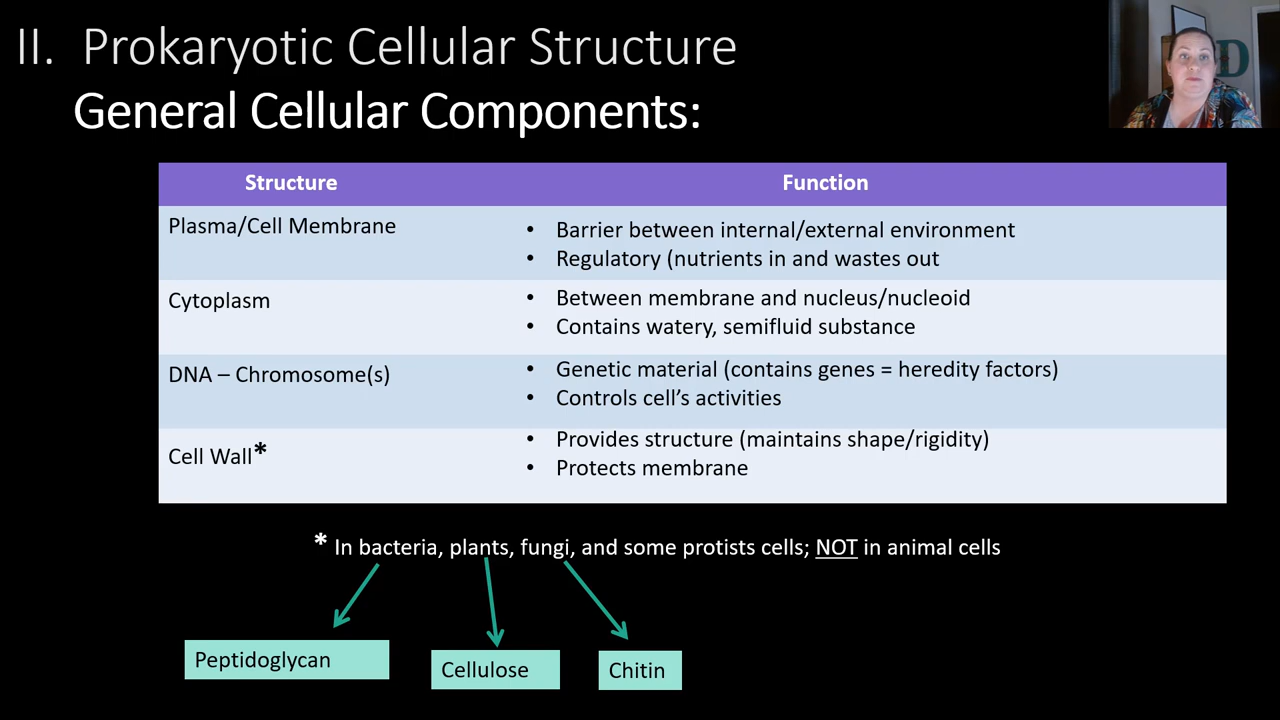 II. Prokaryotic Cellular Structure
General Cellular Components:
Structure
Function
Plasma/Cell Membrane
• Barrier between internal/external environment
• Regulatory (nutrients in and wastes out
Cytoplasm
• Between membrane and nucleus/nucleoid
• Contains watery, semifluid substance
DNA – Chromosome(s)
• Genetic material (contains genes = heredity factors)
• Controls cell’s activities
Cell Wall*
• Provides structure (maintains shape/rigidity)
• Protects membrane
* In bacteria, plants, fungi, and some protists cells; NOT in animal cells
Peptidoglycan
Cellulose
Chitin
D